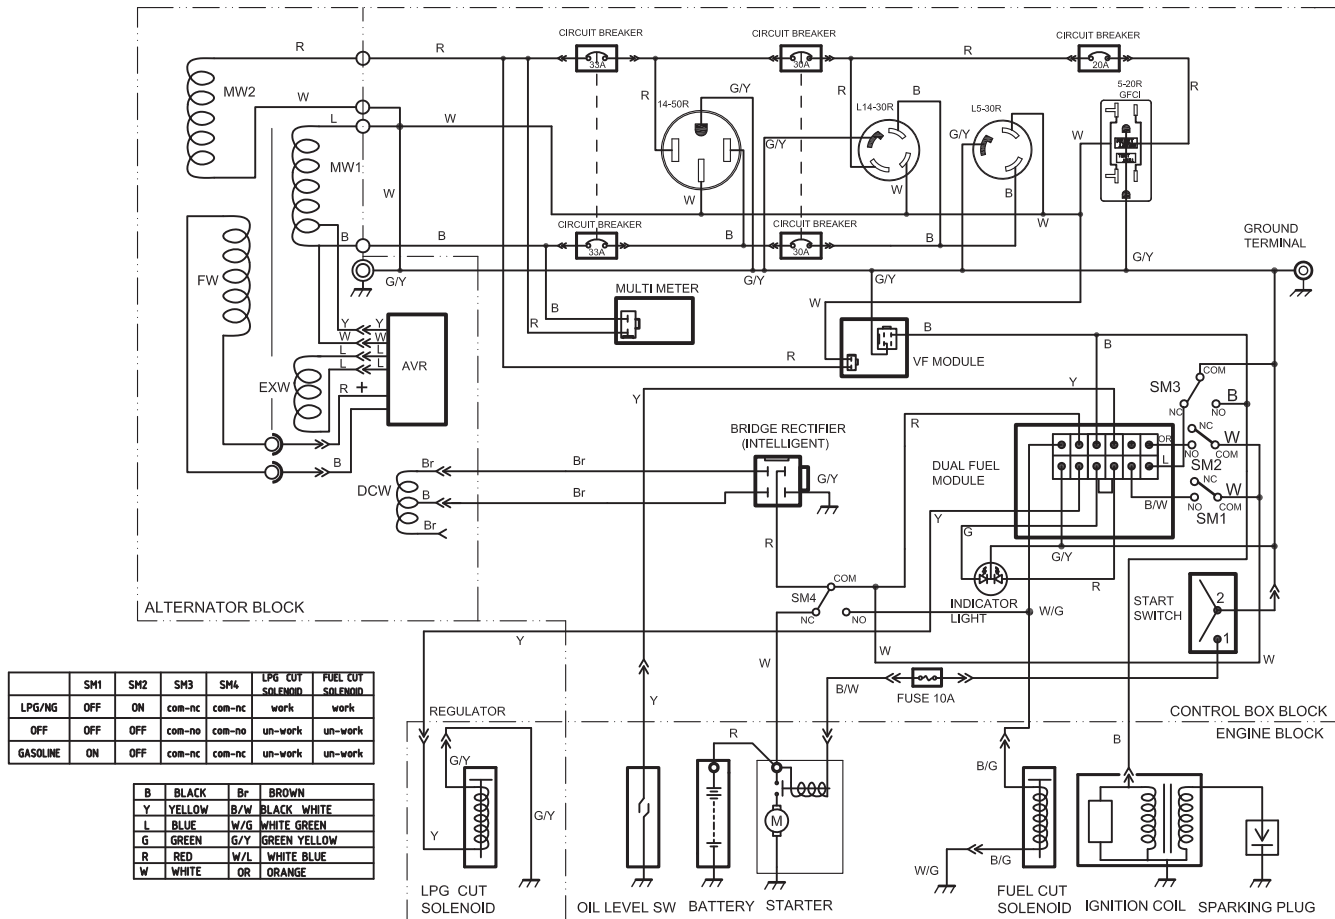 CIRCUIT BREAKER
CIRCUIT BREAKER
CIRCUIT BREAKER
R
R
R
33A
30A
20A
5-20R
GFCI
MW2
W
L
W
R
14-50R
G/Y
R
L14-30R
B
L5-30R
G/Y
G/Y
W
R
MW1
W
W
W
B
W
CIRCUIT BREAKER
CIRCUIT BREAKER
B
B
B
33A
30A
GROUND
TERMINAL
G/Y
FW
G/Y
G/Y
G/Y
MULTI METER
B
R
W
B
VF MODULE
B
R
Y
Y
W
W
L
L
L
Y
AVR
EXW
R
+
B
Y
Y
R
SM3
COM
NC
NO
B
BRIDGE RECTIFIER
(INTELLIGENT)
DUAL FUEL
MODULE
OR
L
NC
W
NO
COM
SM2
NC
W
NO
COM
SM1
B/W
DCW
Br
B
Br
Br
Br
G/Y
Y
G
G/Y
R
R
COM
SM4
NC
NO
INDICATOR
LIGHT
W/G
START
SWITCH
2
1
ALTERNATOR BLOCK
Y
W
W
W
B/W
FUSE 10A
Y
REGULATOR
CONTROL BOX BLOCK
ENGINE BLOCK
SM1 SM2 SM3 SM4 LPG CUT SOLENOID FUEL CUT SOLENOID
LPG/NG OFF ON com-nc com-nc work work
OFF OFF OFF com-no com-no un-work un-work
GASOLINE ON OFF com-nc com-nc un-work un-work
B BLACK Br BROWN
Y YELLOW B/W BLACK WHITE
L BLUE W/G WHITE GREEN
G GREEN G/Y GREEN YELLOW
R RED W/L WHITE BLUE
W WHITE OR ORANGE
G/Y
Y
G/Y
R
M
B/G
B/G
W/G
B
LPG CUT
SOLENOID
OIL LEVEL SW
BATTERY
STARTER
FUEL CUT
SOLENOID
IGNITION COIL
SPARKING PLUG